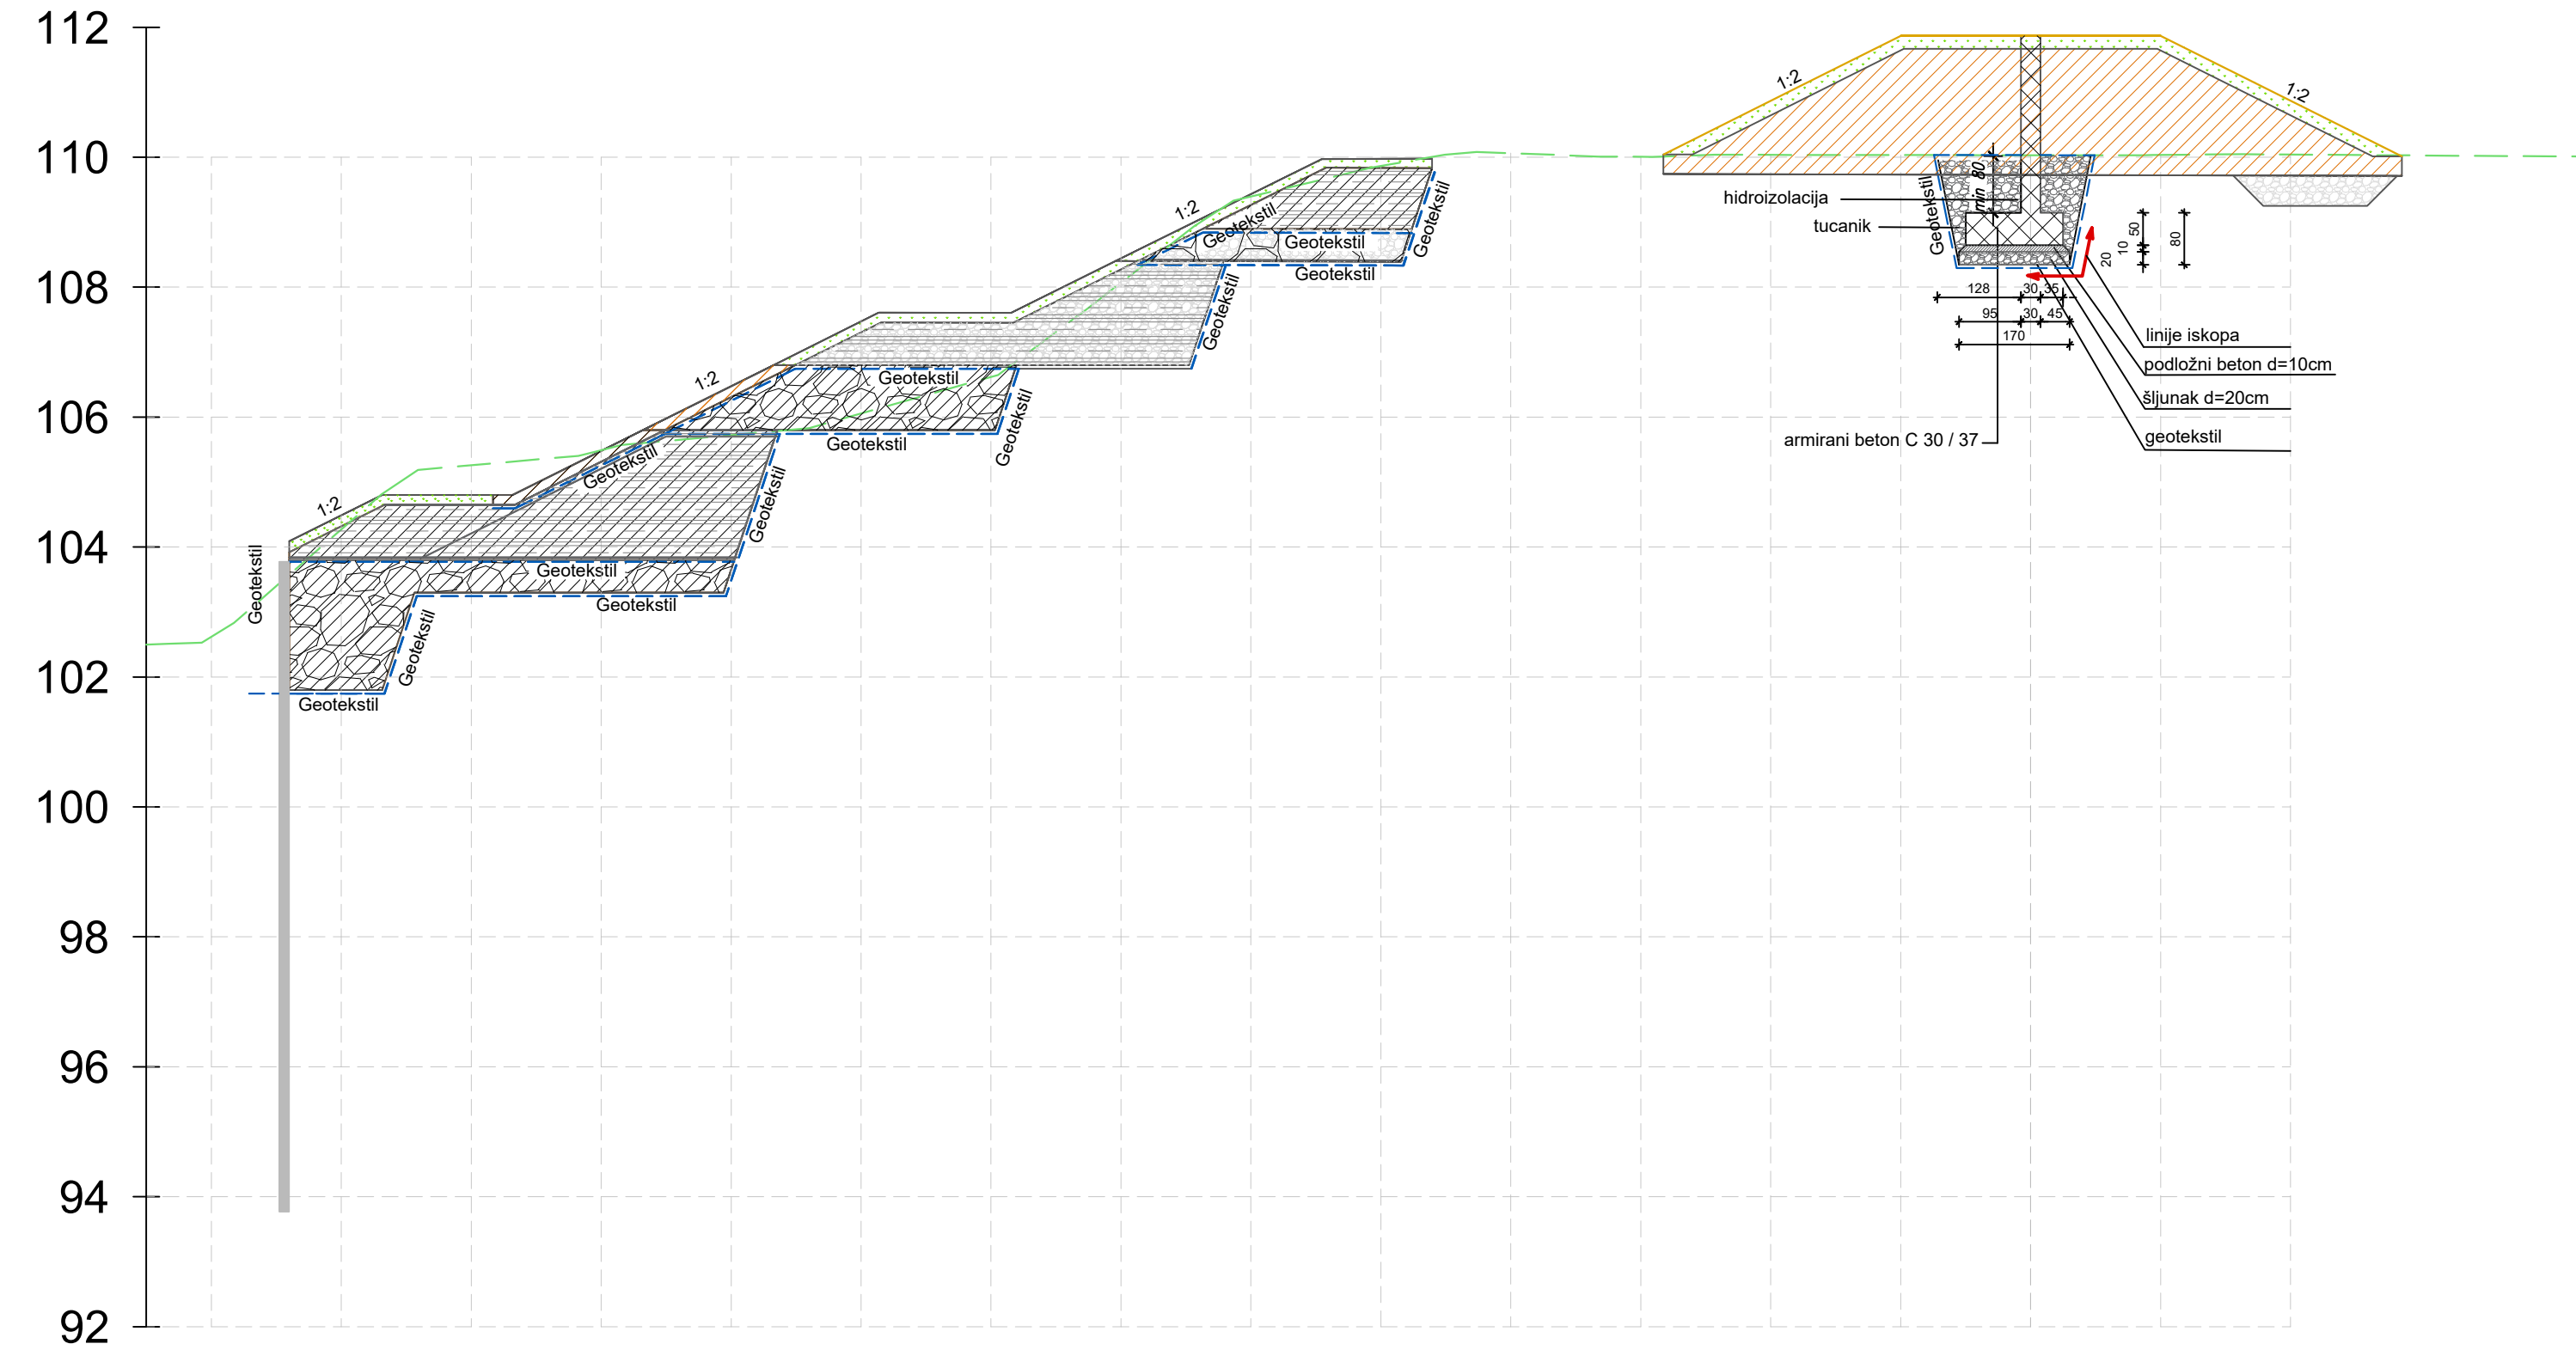 112
110
108
106
104
102
100
98
96
94
92
1:2
Geotekstil
Geotekstil
Geotekstil
Geotekstil
Geotekstil
Geotekstil
Geotekstil
1:2
Geotekstil
Geotekstil
Geotekstil
Geotekstil
1:2
Geotekstil
Geotekstil
Geotekstil
Geotekstil
1:2
1:2
hidroizolacija
tucanik
Geotekstil
min 80
50
10
20
80
128
30
35
95
30
45
170
linije iskopa
podložni beton d=10cm
šljunak d=20cm
geotekstil
armirani beton C 30 / 37